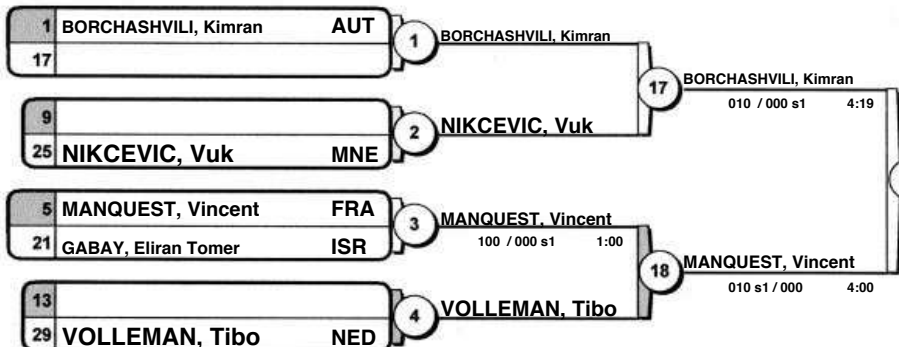 1 BORCHASHVILI, Kimran AUT
17
1 BORCHASHVILI, Kimran
9
25 NIKCEVIC, Vuk MNE
2 NIKCEVIC, Vuk
17 BORCHASHVILI, Kimran
010 / 000 s1 4:19
5 MANQUEST, Vincent FRA
21 GABAY, Eliran Tomer ISR
3 MANQUEST, Vincent
100 / 000 s1 1:00
13
29 VOLLEMAN, Tibo NED
4 VOLLEMAN, Tibo
18 MANQUEST, Vincent
010 s1 / 000 4:00